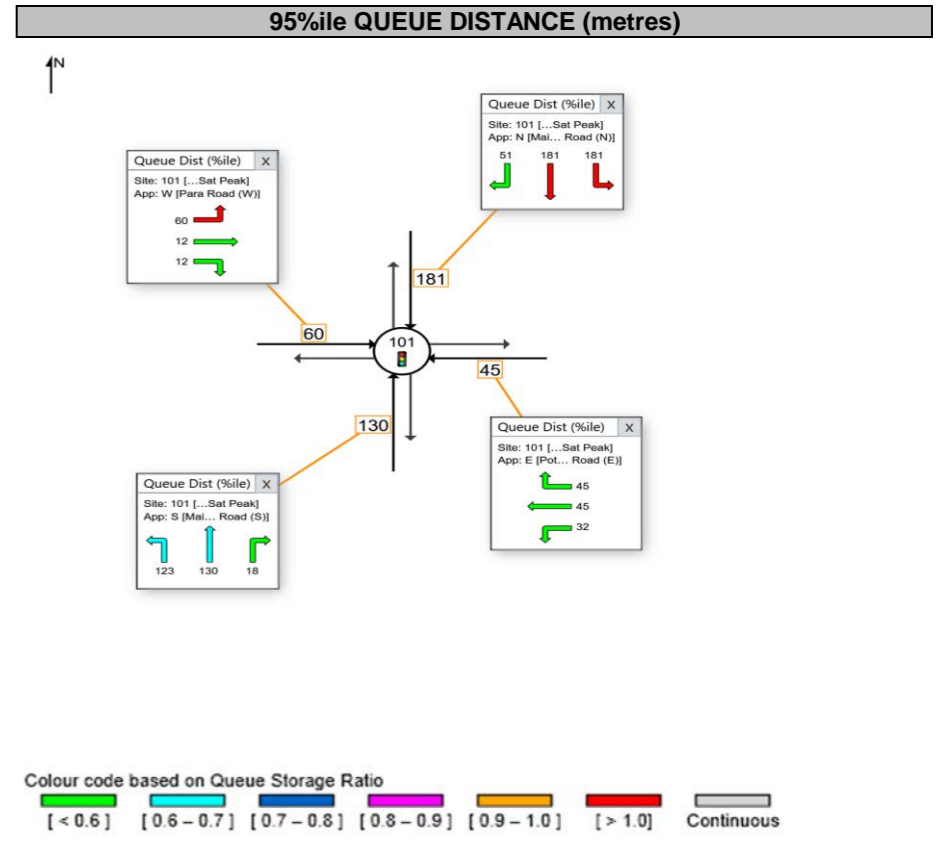 95%ile QUEUE DISTANCE (metres)
N
Queue Dist (%ile) X
Site: 101 [...Sat Peak]
App: N [Mai... Road (N)]
51 181 181
Queue Dist (%ile) X
Site: 101 [...Sat Peak]
App: W [Para Road (W)]
60
12
12
181
60
101
45
130
Queue Dist (%ile) X
Site: 101 [...Sat Peak]
App: E [Pot... Road (E)]
45
45
32
Queue Dist (%ile) X
Site: 101 [...Sat Peak]
App: S [Mai... Road (S)]
123 130 18
Colour code based on Queue Storage Ratio
[ < 0.6 ] [ 0.6 – 0.7 ] [ 0.7 – 0.8 ] [ 0.8 – 0.9 ] [ 0.9 – 1.0 ] [ > 1.0] Continuous